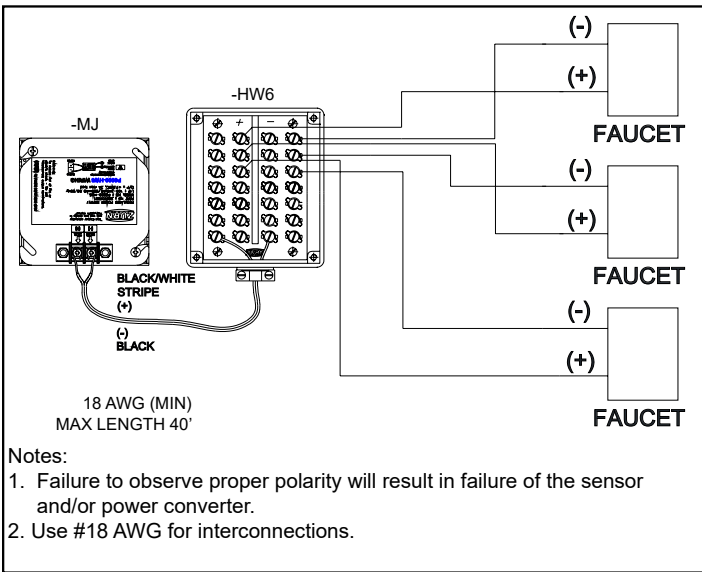 (-)
(+)
FAUCET
-HW6
+ −
-MJ
ZURN
N H
(-)
(+)
FAUCET
BLACK/WHITE
STRIPE
(+)
(-)
BLACK
(-)
(+)
FAUCET
18 AWG (MIN)
MAX LENGTH 40’
Notes:
1. Failure to observe proper polarity will result in failure of the sensor
and/or power converter.
2. Use #18 AWG for interconnections.